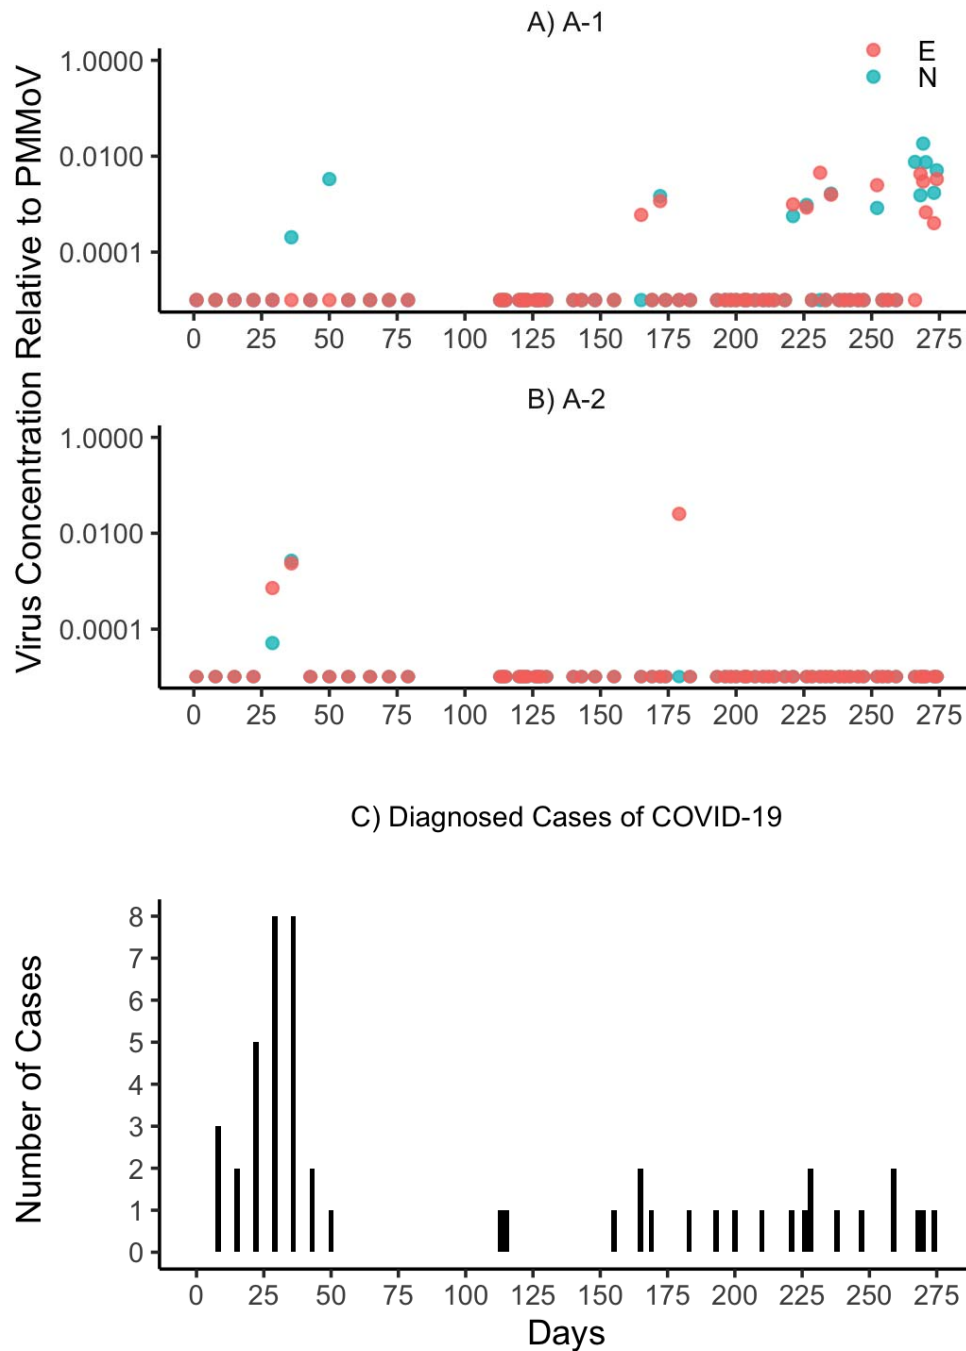 A) A-1
E
N
1.0000
0.0100
0.0001
0 25 50 75 100 125 150 175 200 225 250 275
Virus Concentration Relative to PMMoV
B) A-2
1.0000
0.0100
0.0001
0 25 50 75 100 125 150 175 200 225 250 275
C) Diagnosed Cases of COVID-19
Number of Cases
8
7
6
5
4
3
2
1
0
0 25 50 75 100 125 150 175 200 225 250 275
Days